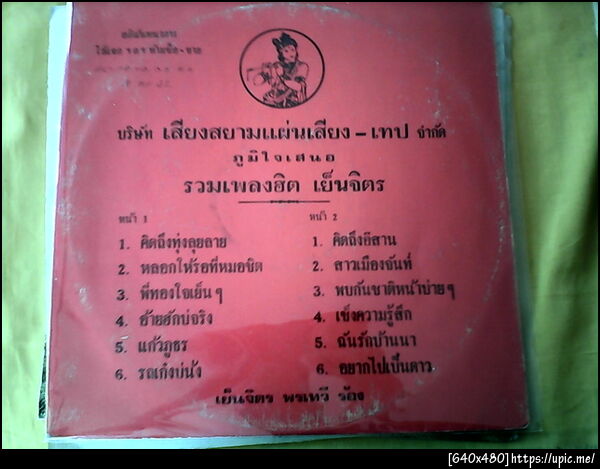 บริษัท เสียงสยามแผ่นเสียง - เทป จำกัด
ภูมิใจเสนอ
รวมเพลงฮิต เย็นจิตร
หน้า 1
1. คิดถึงทุ่งลุยลาย
2. หลอกให้รอที่หมอชิต
3. พี่ทองใจเย็นๆ
4. อ้ายฮักบ่จริง
5. แก้วภูธร
6. รถเก๋งบ่นั่ง
หน้า 2
1. คิดถึงอีสาน
2. สาวเมืองจันท์
3. พบกันชาติหน้าบ่ายๆ
4. เข็งความรู้สึก
5. ฉันรักบ้านนา
6. อยากไปเป็นดาว
เย็นจิตร พรเทวี ร้อง
[640x480]https://upic.me/